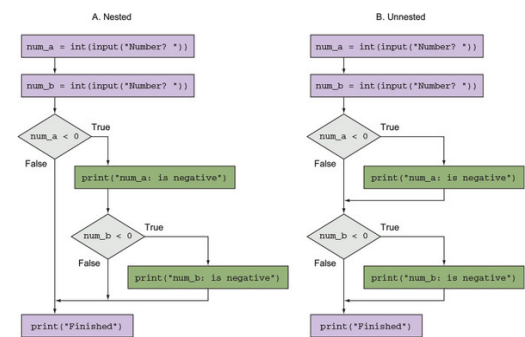 A. Nested
num_a = int(input("Number? "))
num_b = int(input("Number? "))
num_a < 0
True
False
print("num_a: is negative")
num_b < 0
True
False
print("num_b: is negative")
print("Finished")
B. Unnested
num_a = int(input("Number? "))
num_b = int(input("Number? "))
num_a < 0
True
False
print("num_a: is negative")
num_b < 0
True
False
print("num_b: is negative")
print("Finished")